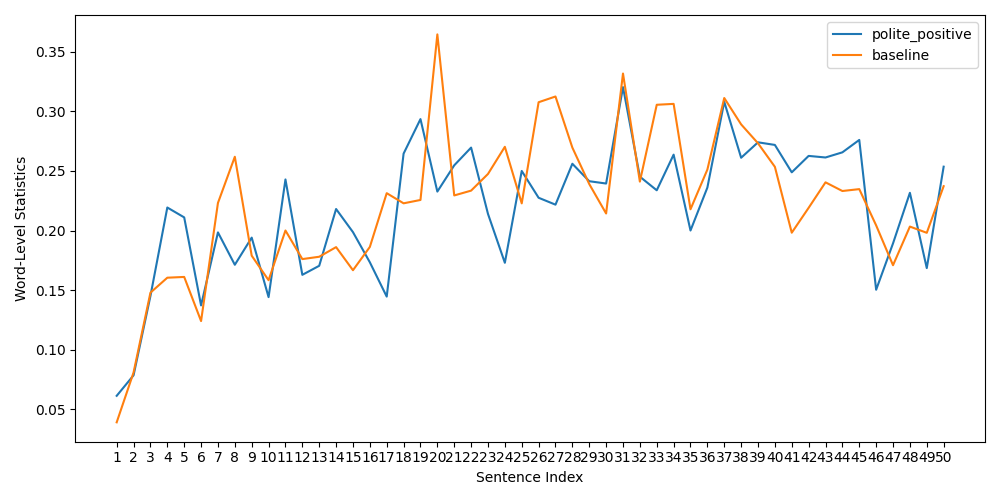 polite_positive
baseline
Word-Level Statistics
0.35
0.30
0.25
0.20
0.15
0.10
0.05
1 2 3 4 5 6 7 8 9 10 11 12 13 14 15 16 17 18 19 20 21 22 23 24 25 26 27 28 29 30 31 32 33 34 35 36 37 38 39 40 41 42 43 44 45 46 47 48 49 50
Sentence Index